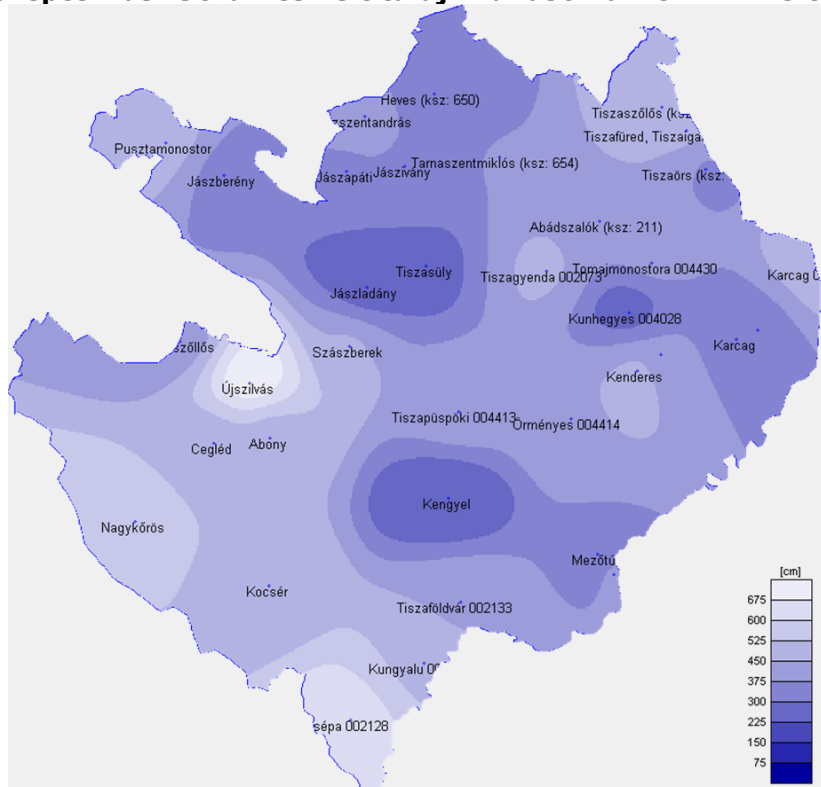 Heves (ksz: 650)
szentandrás
Tiszaszőlős (ksz
Tiszafüred, Tiszaiga
Pusztamonostor
Jászberény
Jászapáti
Jászivány
Tarnaszentmiklós (ksz: 654)
Tiszaörs (ksz:
Abádszalók (ksz: 211)
Tiszasüly
Tiszagyenda 002073
Tomajmonostora 004430
Karcag 0
Jászladány
Kunhegyes 004028
szőllős
Szászberek
Karcag
Újszilvás
Kenderes
Tiszapüspöki 004413
Örményes 004414
Cegléd
Abony
Kengyel
Nagykőrös
Mezőtú
Kocsér
Tiszaföldvár 002133
Kungyalu 00
sépa 002128
[cm]
675
600
525
450
375
300
225
150
75